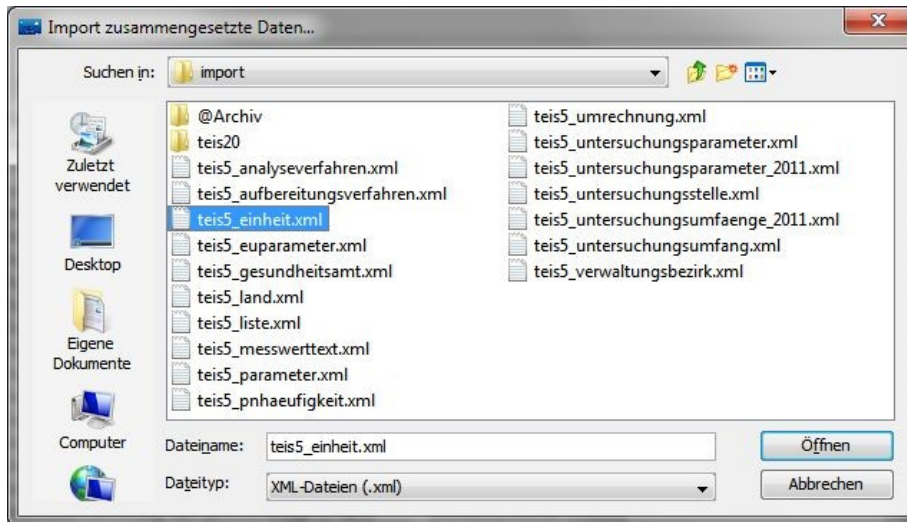 Import zusammengesetzte Daten...
Suchen in:
import
Zuletzt
verwendet
Desktop
Eigene
Dokumente
Computer
@Archiv
teis20
teis5_analyseverfahren.xml
teis5_aufbereitungsverfahren.xml
teis5_einheit.xml
teis5_euparameter.xml
teis5_gesundheitsamt.xml
teis5_land.xml
teis5_liste.xml
teis5_messwerttext.xml
teis5_parameter.xml
teis5_pnhaeufigkeit.xml
teis5_umrechnung.xml
teis5_untersuchungsparameter.xml
teis5_untersuchungsparameter_2011.xml
teis5_untersuchungsstelle.xml
teis5_untersuchungsumfaenge_2011.xml
teis5_untersuchungsumfang.xml
teis5_verwaltungsbezirk.xml
Dateiname:
teis5_einheit.xml
Öffnen
Dateityp:
XML-Dateien (.xml)
Abbrechen